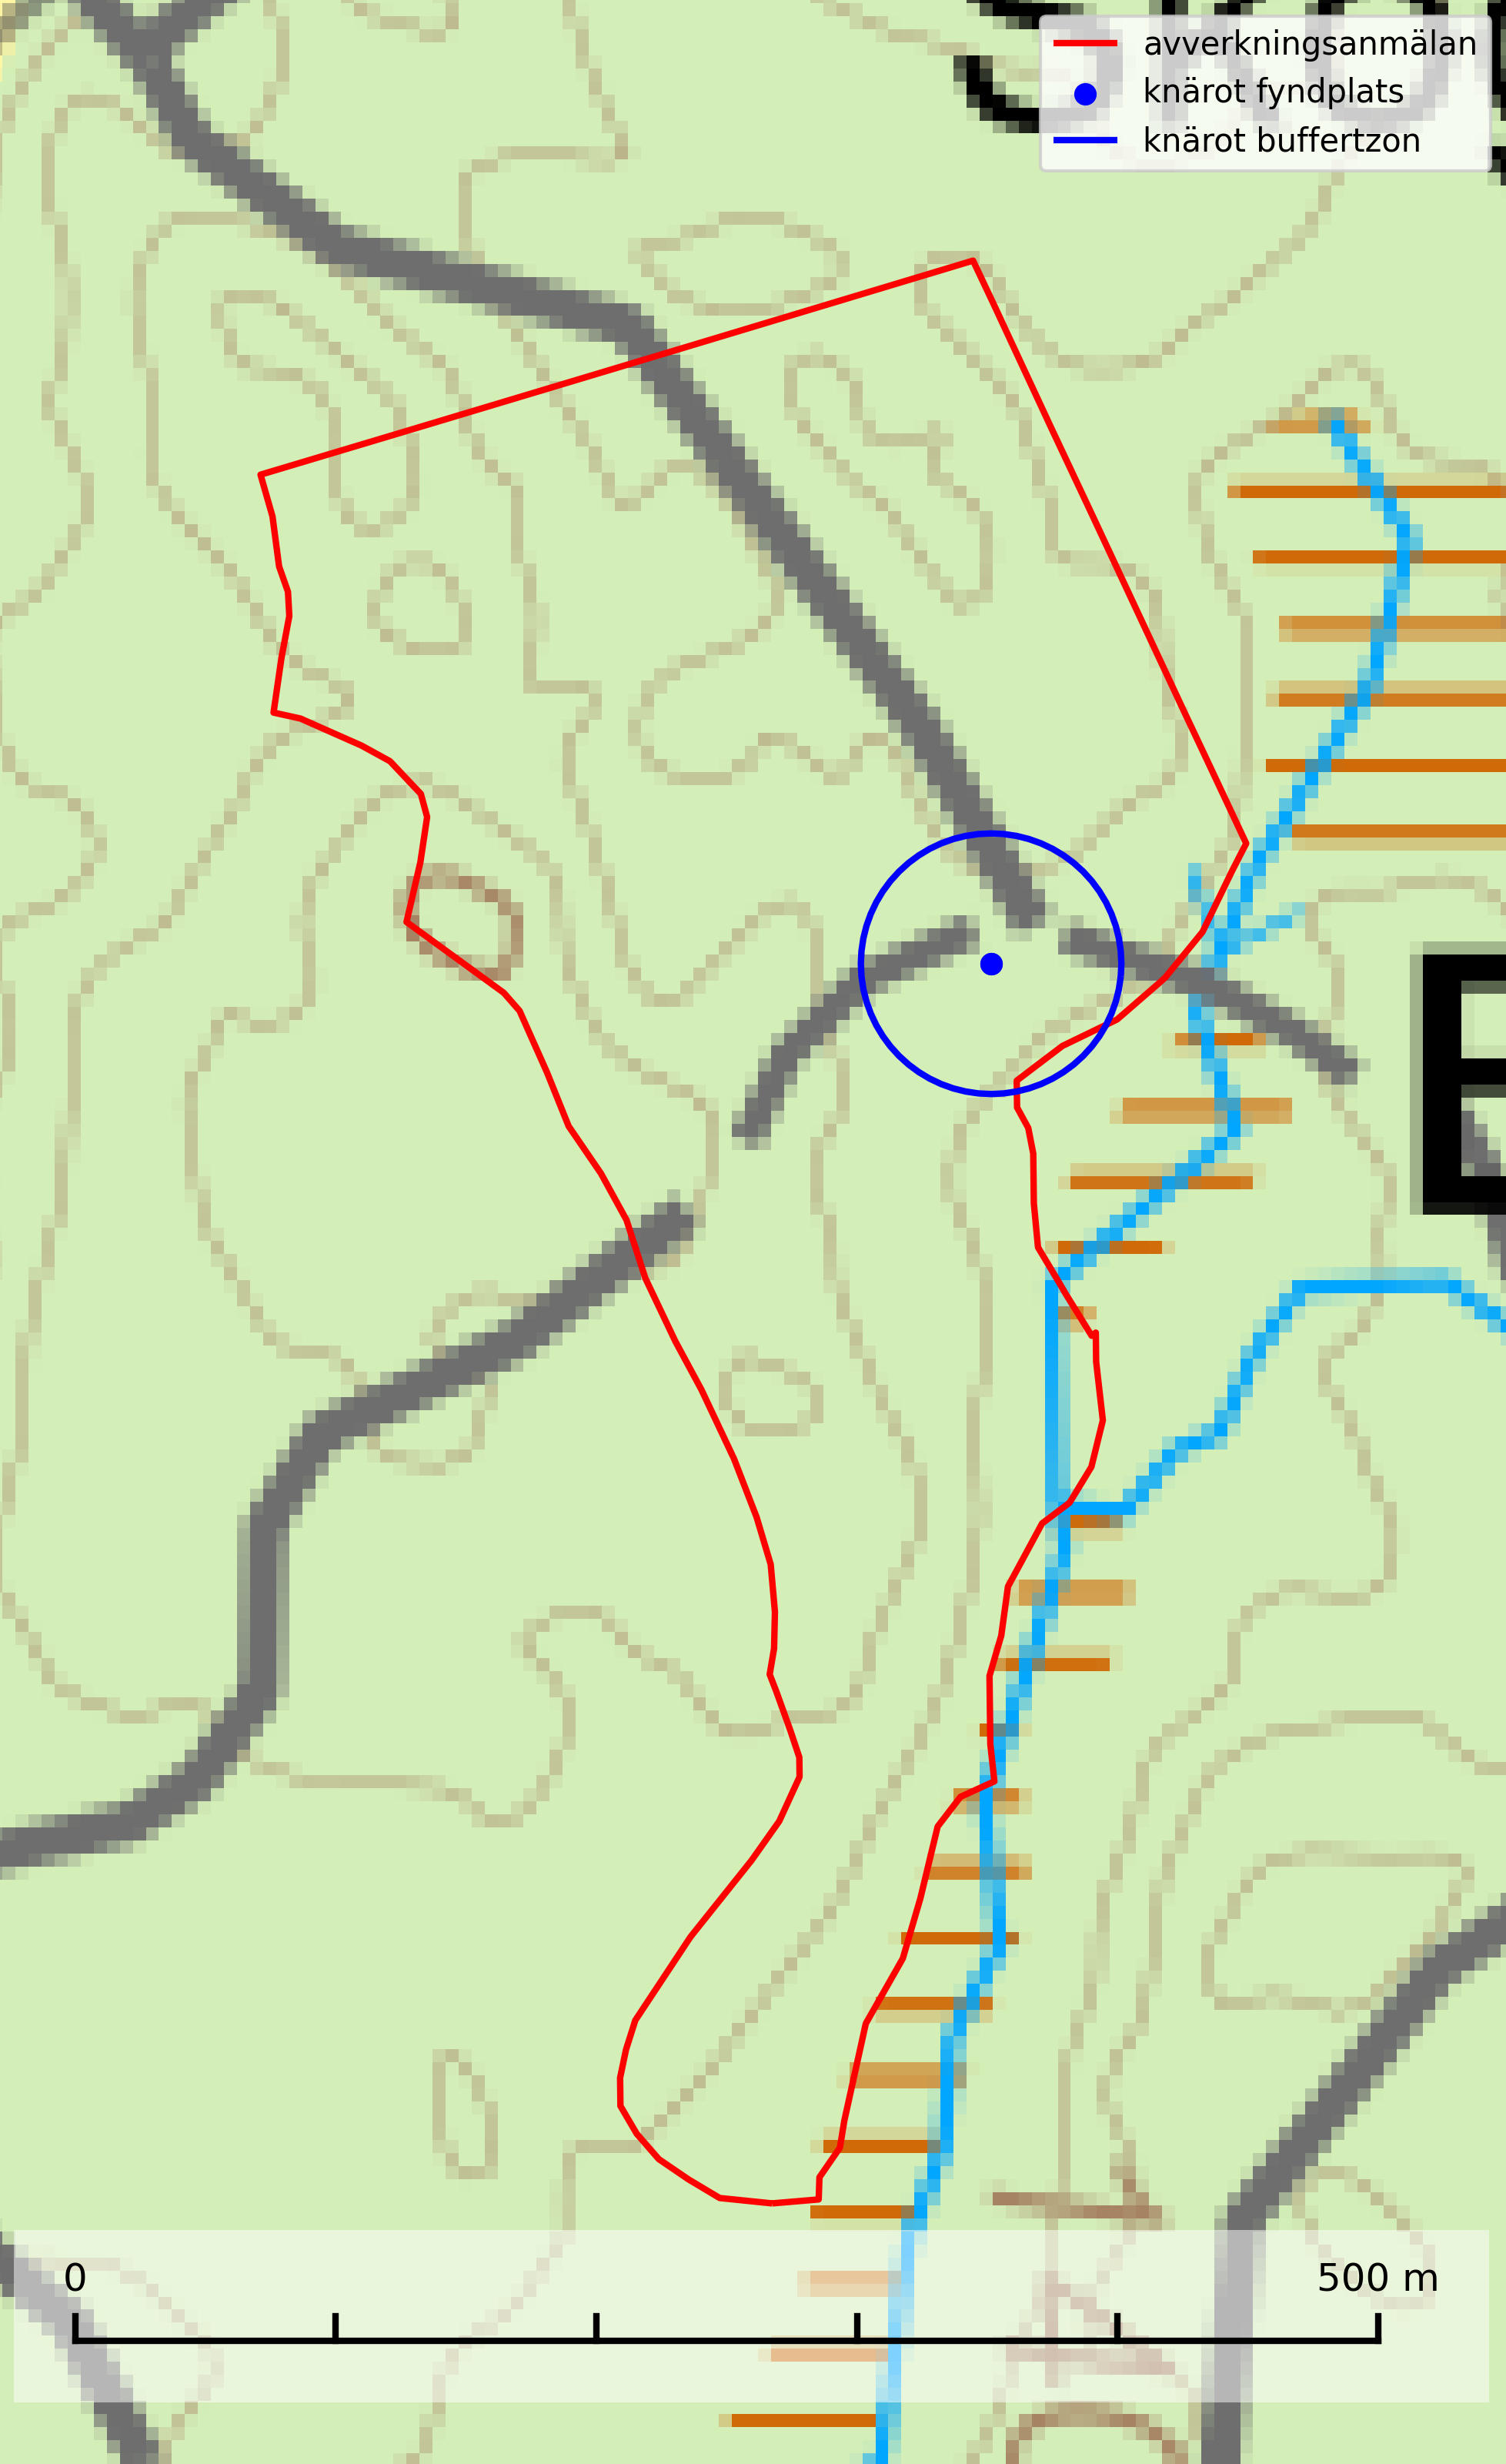 avverkningsanmälan
knärot fyndplats
knärot buffertzon
E
0
500 m